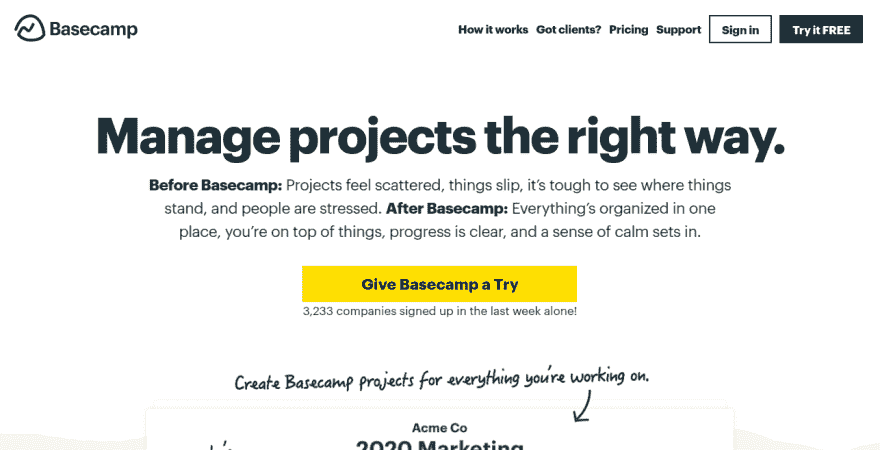 Basecamp
How it works Got clients? Pricing Support Sign in Try it FREE
Manage projects the right way.
Before Basecamp: Projects feel scattered, things slip, it's tough to see where things
stand, and people are stressed. After Basecamp: Everything's organized in one
place, you're on top of things, progress is clear, and a sense of calm sets in.
Give Basecamp a Try
3,233 companies signed up in the last week alone!
Create Basecamp projects for everything you're working on.
Acme Co
2020 Marketing